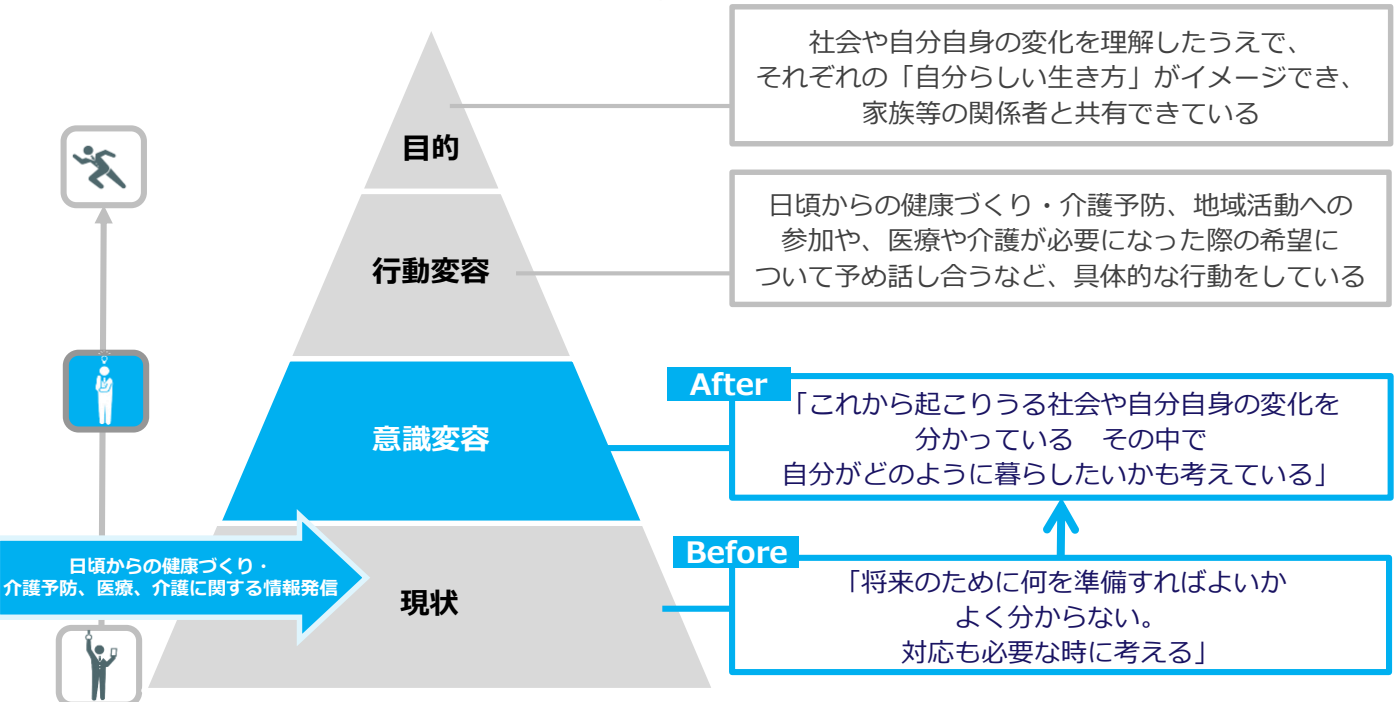 社会や自分自身の変化を理解したうえで、
それぞれの「自分らしい生き方」がイメージでき、
家族等の関係者と共有できている
目的
日頃からの健康づくり・介護予防、地域活動への
参加や、医療や介護が必要になった際の希望に
ついて予め話し合うなど、具体的な行動をしている
行動変容
After
「これから起こりうる社会や自分自身の変化を
分かっている　その中で
自分がどのように暮らしたいかも考えている」
意識変容
Before
「将来のために何を準備すればよいか
よく分からない。
対応も必要な時に考える」
日頃からの健康づくり・
介護予防、医療、介護に関する情報発信
現状